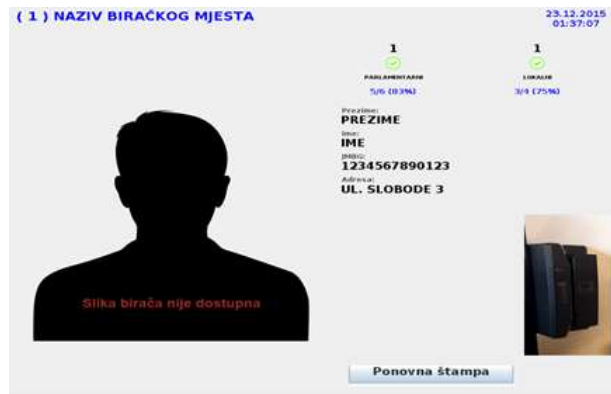 ( 1 ) NAZIV BIRAČKOG MJESTA
23.12.2015
01:37:07
1
PARLAMENTARNI
5/6 (83%)
1
LOKALNI
3/4 (75%)
Prezime:
PREZIME
Ime:
IME
JMBG:
1234567890123
Adresa:
UL. SLOBODE 3
Slika birača nije dostupna
Ponovna štampa